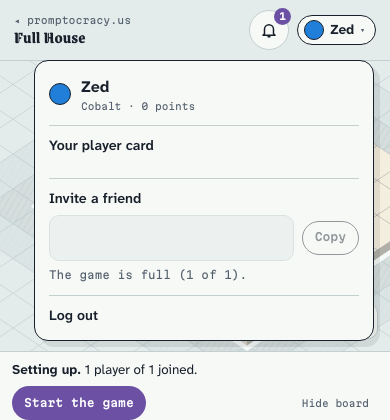 ◂ promptocracy.us
Full House
1
Zed ▾
Zed
Cobalt · 0 points
Your player card
Invite a friend
Copy
The game is full (1 of 1).
Log out
Setting up. 1 player of 1 joined.
Start the game
Hide board